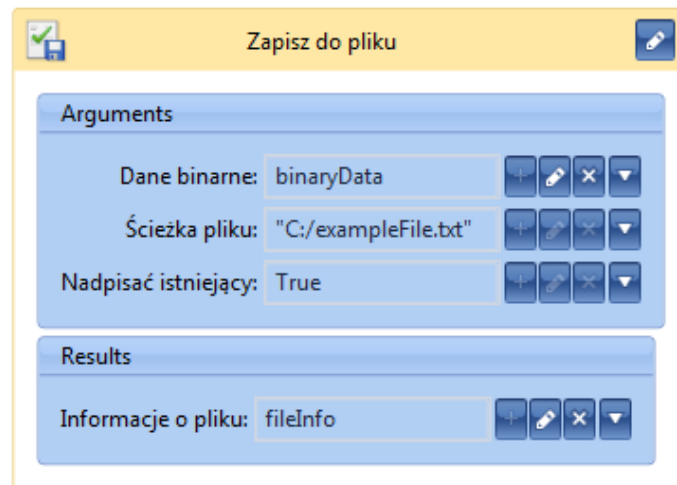 Zapisz do pliku
Arguments
Dane binarne: binaryData
Ścieżka pliku: "C:/exampleFile.txt"
Nadpisać istniejący: True
Results
Informacje o pliku: fileInfo